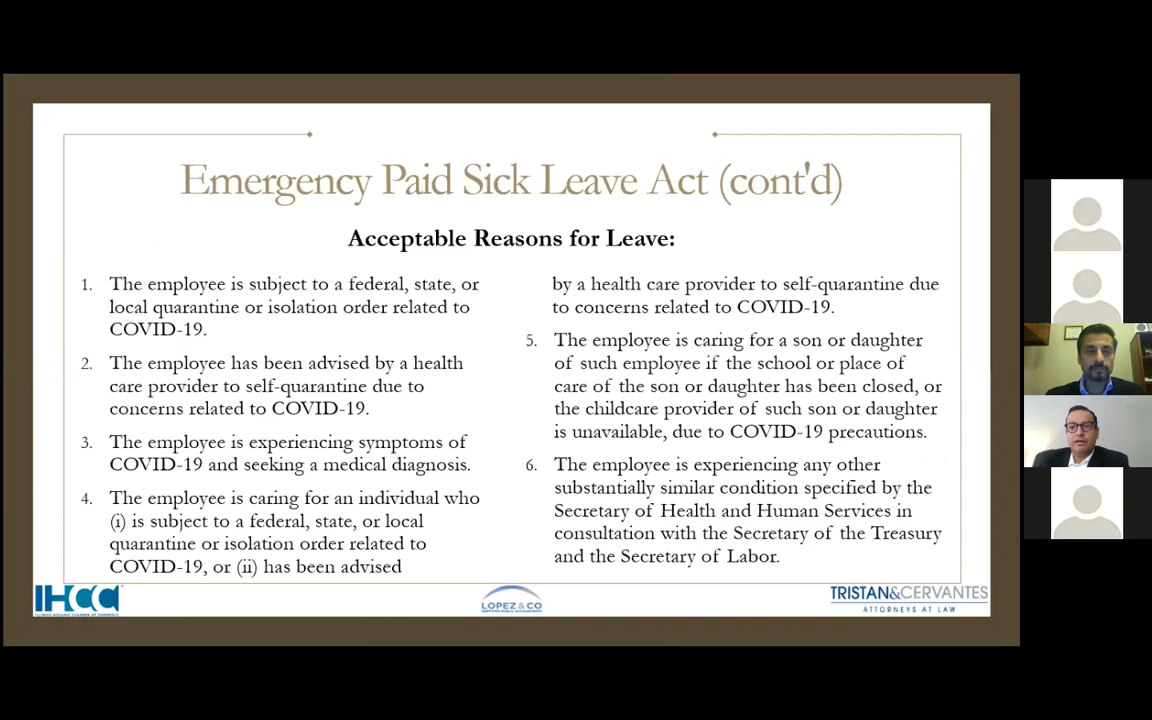 Emergency Paid Sick Leave Act (cont'd)
Acceptable Reasons for Leave:
1. The employee is subject to a federal, state, or
local quarantine or isolation order related to
COVID-19.
2. The employee has been advised by a health
care provider to self-quarantine due to
concerns related to COVID-19.
3. The employee is experiencing symptoms of
COVID-19 and seeking a medical diagnosis.
4. The employee is caring for an individual who
(i) is subject to a federal, state, or local
quarantine or isolation order related to
COVID-19, or (ii) has been advised
by a health care provider to self-quarantine due
to concerns related to COVID-19.
5. The employee is caring for a son or daughter
of such employee if the school or place of
care of the son or daughter has been closed, or
the childcare provider of such son or daughter
is unavailable, due to COVID-19 precautions.
6. The employee is experiencing any other
substantially similar condition specified by the
Secretary of Health and Human Services in
consultation with the Secretary of the Treasury
and the Secretary of Labor.
IHCC
ILLINOIS HISPANIC CHAMBER OF COMMERCE
LOPEZ & CO
CERTIFIED PUBLIC ACCOUNTANTS
TRISTAN&CERVANTES
ATTORNEYS AT LAW